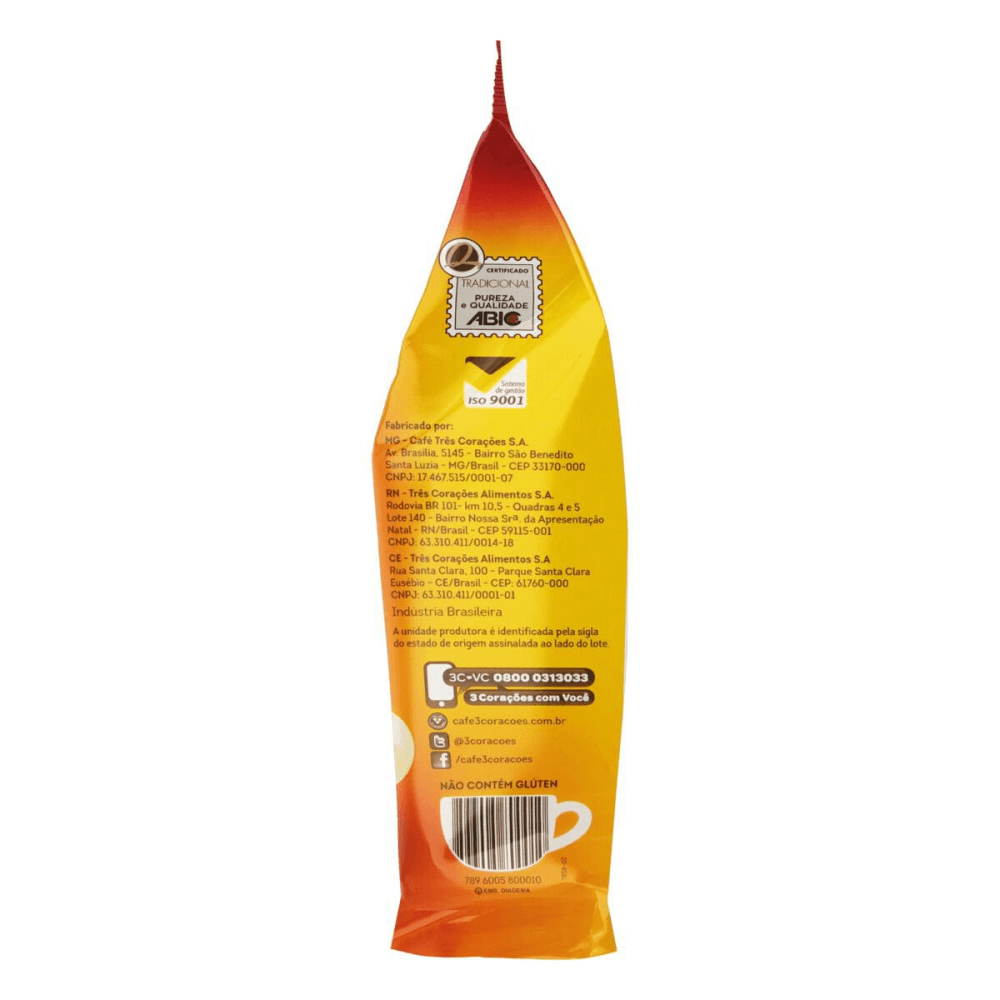 CERTIFICADO
TRADICIONAL
PUREZA
e QUALIDADE
ABIC
Sistema
de gestão
ISO 9001
Fabricado por:
MG - Café Três Corações S.A.
Av. Brasília, 5145 - Bairro São Benedito
Santa Luzia - MG/Brasil - CEP 33170-000
CNPJ: 17.467.515/0001-07
RN - Três Corações Alimentos S.A.
Rodovia BR 101- km 10,5 - Quadras 4 e 5
Lote 140 - Bairro Nossa Srª. da Apresentação
Natal - RN/Brasil - CEP 59115-001
CNPJ: 63.310.411/0014-18
CE - Três Corações Alimentos S.A
Rua Santa Clara, 100 - Parque Santa Clara
Eusébio - CE/Brasil - CEP: 61760-000
CNPJ: 63.310.411/0001-01
Indústria Brasileira
A unidade produtora é identificada pela sigla
do estado de origem assinalada ao lado do lote.
3C•VC 0800 0313033
3 Corações com Você
cafe3coracoes.com.br
@3coracoes
/cafe3coracoes
NÃO CONTÉM GLÚTEN
789 6005 800010
EMB. DIADEMA